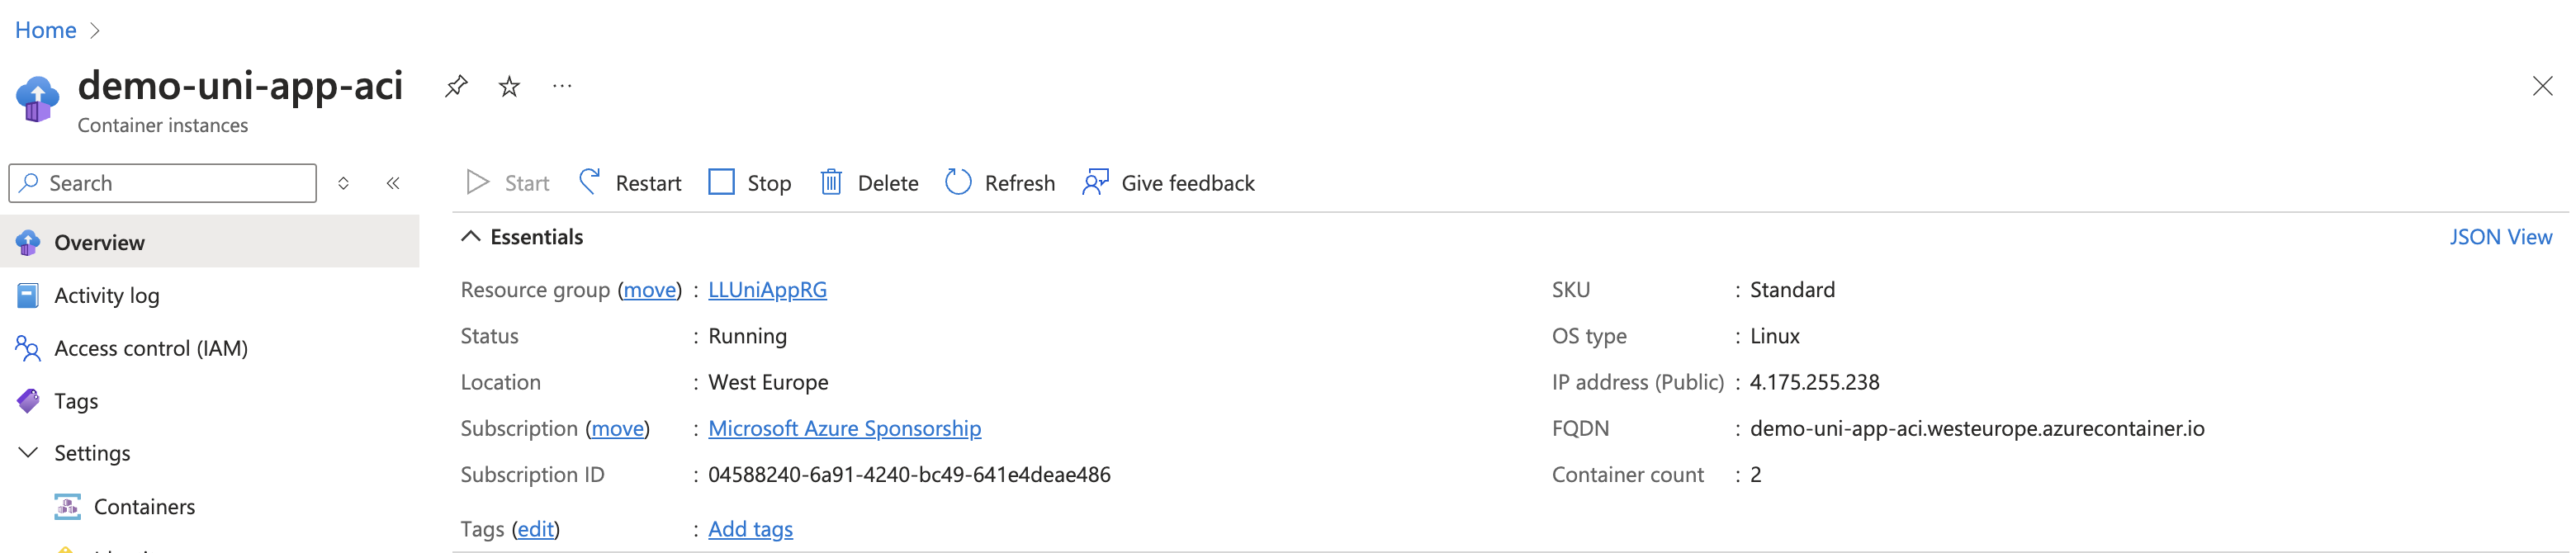 Home
demo-uni-app-aci
Container instances
Search
Start Restart Stop Delete Refresh Give feedback
Overview
Activity log
Access control (IAM)
Tags
Settings
Containers
Essentials
JSON View
Resource group (move) : LLUniAppRG
Status : Running
Location : West Europe
Subscription (move) : Microsoft Azure Sponsorship
Subscription ID : 04588240-6a91-4240-bc49-641e4deae486
Tags (edit) : Add tags
SKU : Standard
OS type : Linux
IP address (Public) : 4.175.255.238
FQDN : demo-uni-app-aci.westeurope.azurecontainer.io
Container count : 2